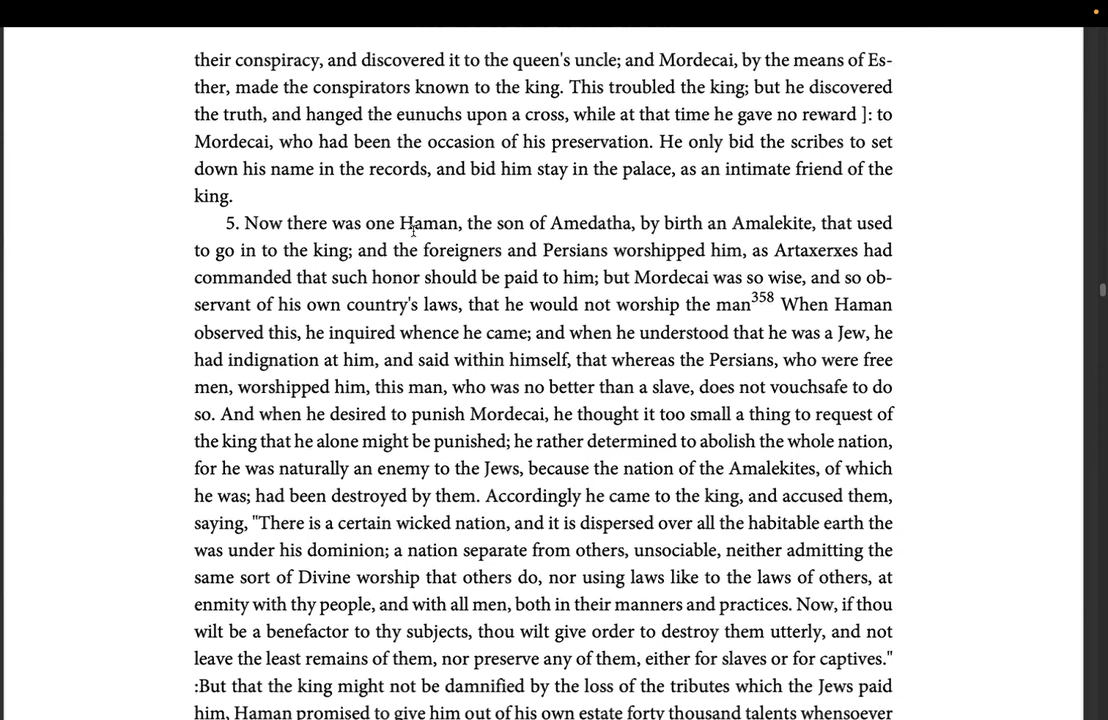 their conspiracy, and discovered it to the queen's uncle; and Mordecai, by the means of Es-
ther, made the conspirators known to the king. This troubled the king; but he discovered
the truth, and hanged the eunuchs upon a cross, while at that time he gave no reward ]: to
Mordecai, who had been the occasion of his preservation. He only bid the scribes to set
down his name in the records, and bid him stay in the palace, as an intimate friend of the
king.
5. Now there was one Haman, the son of Amedatha, by birth an Amalekite, that used
to go in to the king; and the foreigners and Persians worshipped him, as Artaxerxes had
commanded that such honor should be paid to him; but Mordecai was so wise, and so ob-
servant of his own country's laws, that he would not worship the man358 When Haman
observed this, he inquired whence he came; and when he understood that he was a Jew, he
had indignation at him, and said within himself, that whereas the Persians, who were free
men, worshipped him, this man, who was no better than a slave, does not vouchsafe to do
so. And when he desired to punish Mordecai, he thought it too small a thing to request of
the king that he alone might be punished; he rather determined to abolish the whole nation,
for he was naturally an enemy to the Jews, because the nation of the Amalekites, of which
he was; had been destroyed by them. Accordingly he came to the king, and accused them,
saying, "There is a certain wicked nation, and it is dispersed over all the habitable earth the
was under his dominion; a nation separate from others, unsociable, neither admitting the
same sort of Divine worship that others do, nor using laws like to the laws of others, at
enmity with thy people, and with all men, both in their manners and practices. Now, if thou
wilt be a benefactor to thy subjects, thou wilt give order to destroy them utterly, and not
leave the least remains of them, nor preserve any of them, either for slaves or for captives."
:But that the king might not be damnified by the loss of the tributes which the Jews paid
him, Haman promised to give him out of his own estate forty thousand talents whensoever